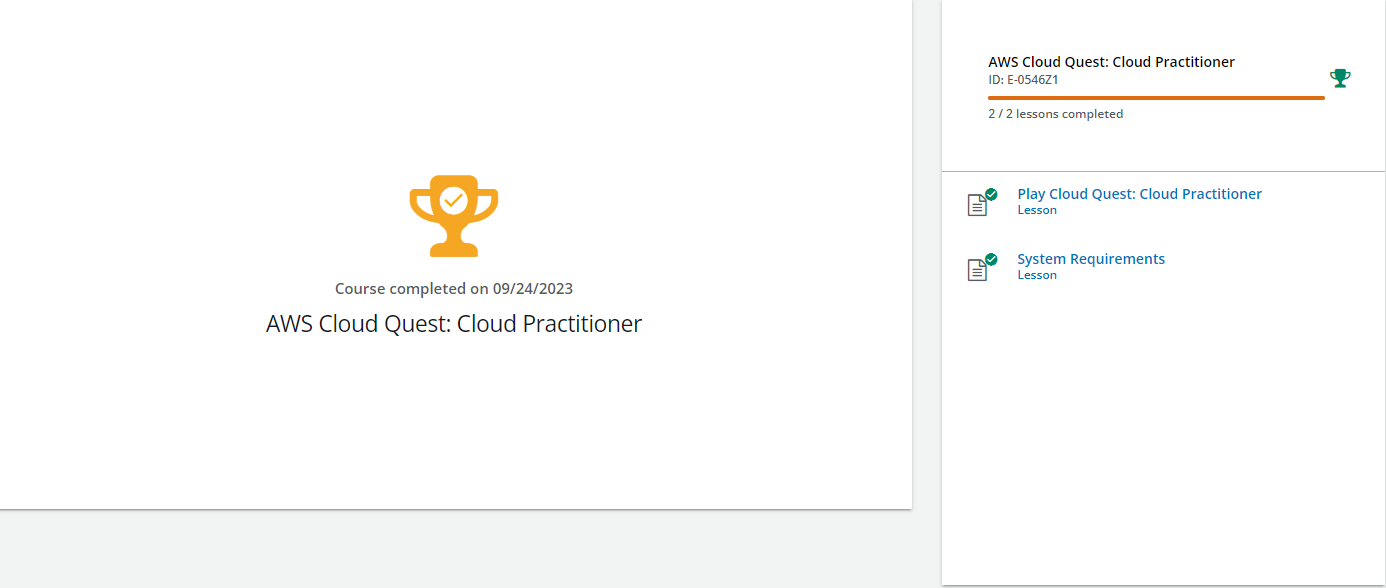 Course completed on 09/24/2023
AWS Cloud Quest: Cloud Practitioner
AWS Cloud Quest: Cloud Practitioner
ID: E-0546Z1
2 / 2 lessons completed
Play Cloud Quest: Cloud Practitioner
Lesson
System Requirements
Lesson